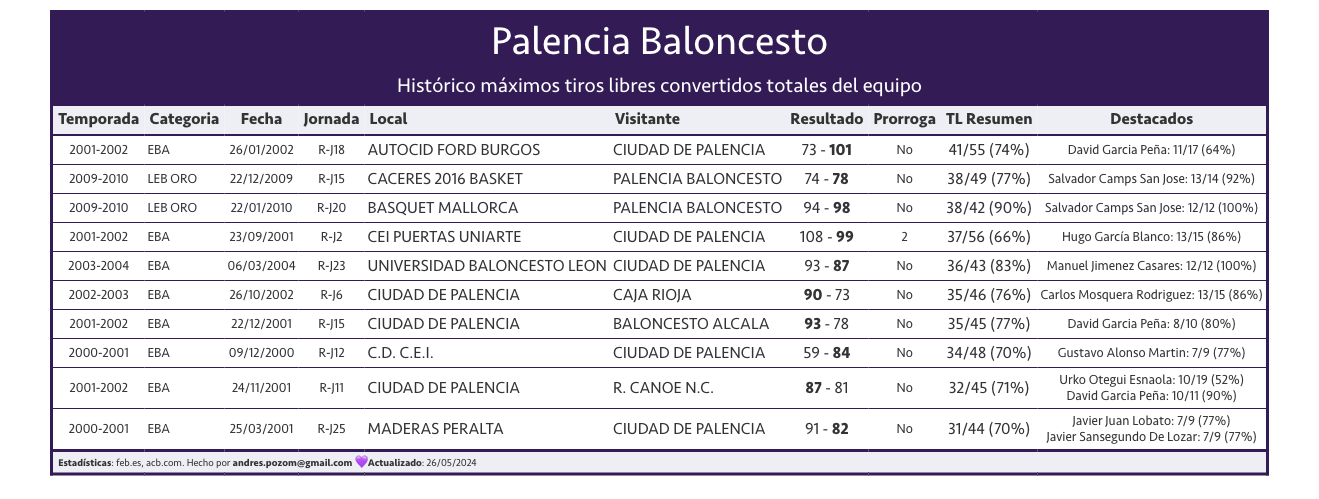 Palencia Baloncesto
Histórico máximos tiros libres convertidos totales del equipo
Temporada Categoria Fecha Jornada Local Visitante Resultado Prorroga TL Resumen Destacados
2001-2002 EBA 26/01/2002 R-J18 AUTOCID FORD BURGOS CIUDAD DE PALENCIA 73 - 101 No 41/55 (74%) David Garcia Peña: 11/17 (64%)
2009-2010 LEB ORO 22/12/2009 R-J15 CACERES 2016 BASKET PALENCIA BALONCESTO 74 - 78 No 38/49 (77%) Salvador Camps San Jose: 13/14 (92%)
2009-2010 LEB ORO 22/01/2010 R-J20 BASQUET MALLORCA PALENCIA BALONCESTO 94 - 98 No 38/42 (90%) Salvador Camps San Jose: 12/12 (100%)
2001-2002 EBA 23/09/2001 R-J2 CEI PUERTAS UNIARTE CIUDAD DE PALENCIA 108 - 99 2 37/56 (66%) Hugo García Blanco: 13/15 (86%)
2003-2004 EBA 06/03/2004 R-J23 UNIVERSIDAD BALONCESTO LEON CIUDAD DE PALENCIA 93 - 87 No 36/43 (83%) Manuel Jimenez Casares: 12/12 (100%)
2002-2003 EBA 26/10/2002 R-J6 CIUDAD DE PALENCIA CAJA RIOJA 90 - 73 No 35/46 (76%) Carlos Mosquera Rodriguez: 13/15 (86%)
2001-2002 EBA 22/12/2001 R-J15 CIUDAD DE PALENCIA BALONCESTO ALCALA 93 - 78 No 35/45 (77%) David Garcia Peña: 8/10 (80%)
2000-2001 EBA 09/12/2000 R-J12 C.D. C.E.I. CIUDAD DE PALENCIA 59 - 84 No 34/48 (70%) Gustavo Alonso Martin: 7/9 (77%)
2001-2002 EBA 24/11/2001 R-J11 CIUDAD DE PALENCIA R. CANOE N.C. 87 - 81 No 32/45 (71%) Urko Otegui Esnaola: 10/19 (52%)
David Garcia Peña: 10/11 (90%)
2000-2001 EBA 25/03/2001 R-J25 MADERAS PERALTA CIUDAD DE PALENCIA 91 - 82 No 31/44 (70%) Javier Juan Lobato: 7/9 (77%)
Javier Sansegundo De Lozar: 7/9 (77%)
Estadísticas: feb.es, acb.com. Hecho por andres.pozom@gmail.com 💜Actualizado: 26/05/2024